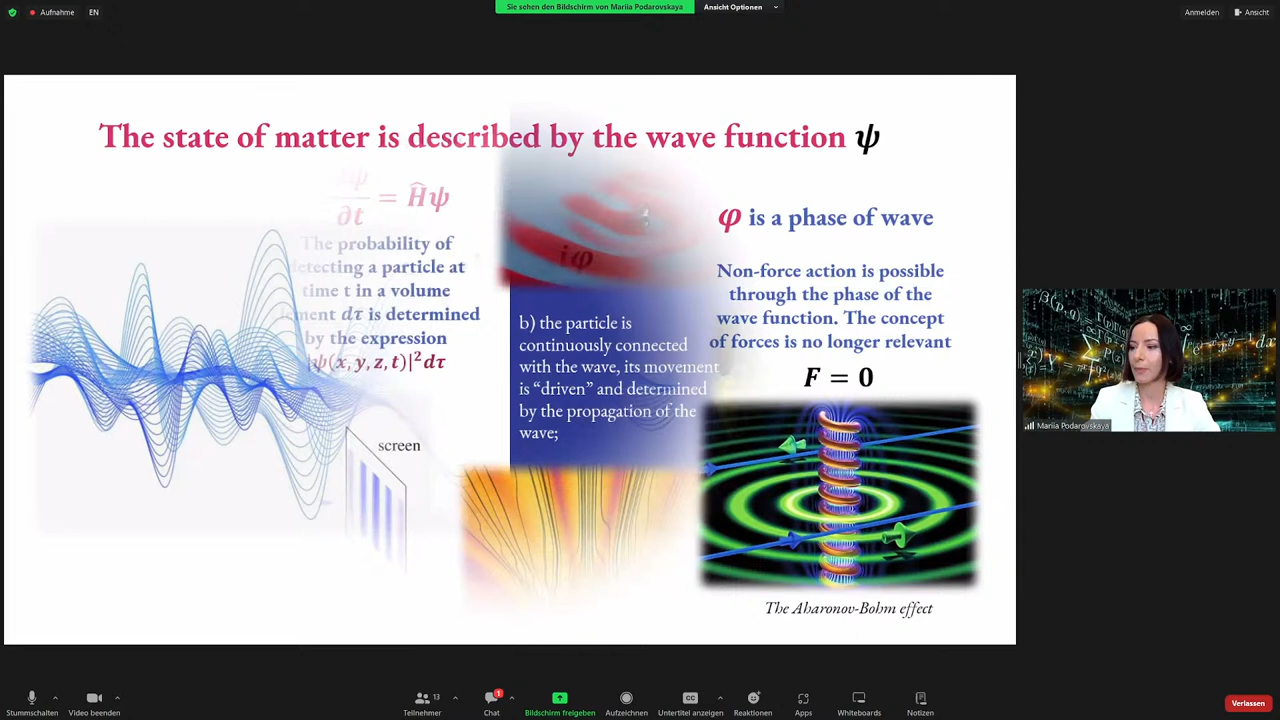 Aufnahme
EN
Sie sehen den Bildschirm von Mariia Podarovskaya
Ansicht Optionen
Anmelden
Ansicht
The state of matter is described by the wave function ψ
∂t
= Ĥψ
The probability of
detecting a particle at
time t in a volume
dτ is determined
by the expression
|ψ(x, y, z, t)|²dτ
screen
iφ
b) the particle is
continuously connected
with the wave, its movement
is “driven” and determined
by the propagation of the
wave;
φ is a phase of wave
Non-force action is possible
through the phase of the
wave function. The concept
of forces is no longer relevant
F = 0
The Aharonov-Bohm effect
Mariia Podarovskaya
Stummschalten
Video beenden
Teilnehmer
13
Chat
1
Bildschirm freigeben
Aufzeichnen
CC
Untertitel anzeigen
Reaktionen
Apps
Whiteboards
Notizen
Verlassen